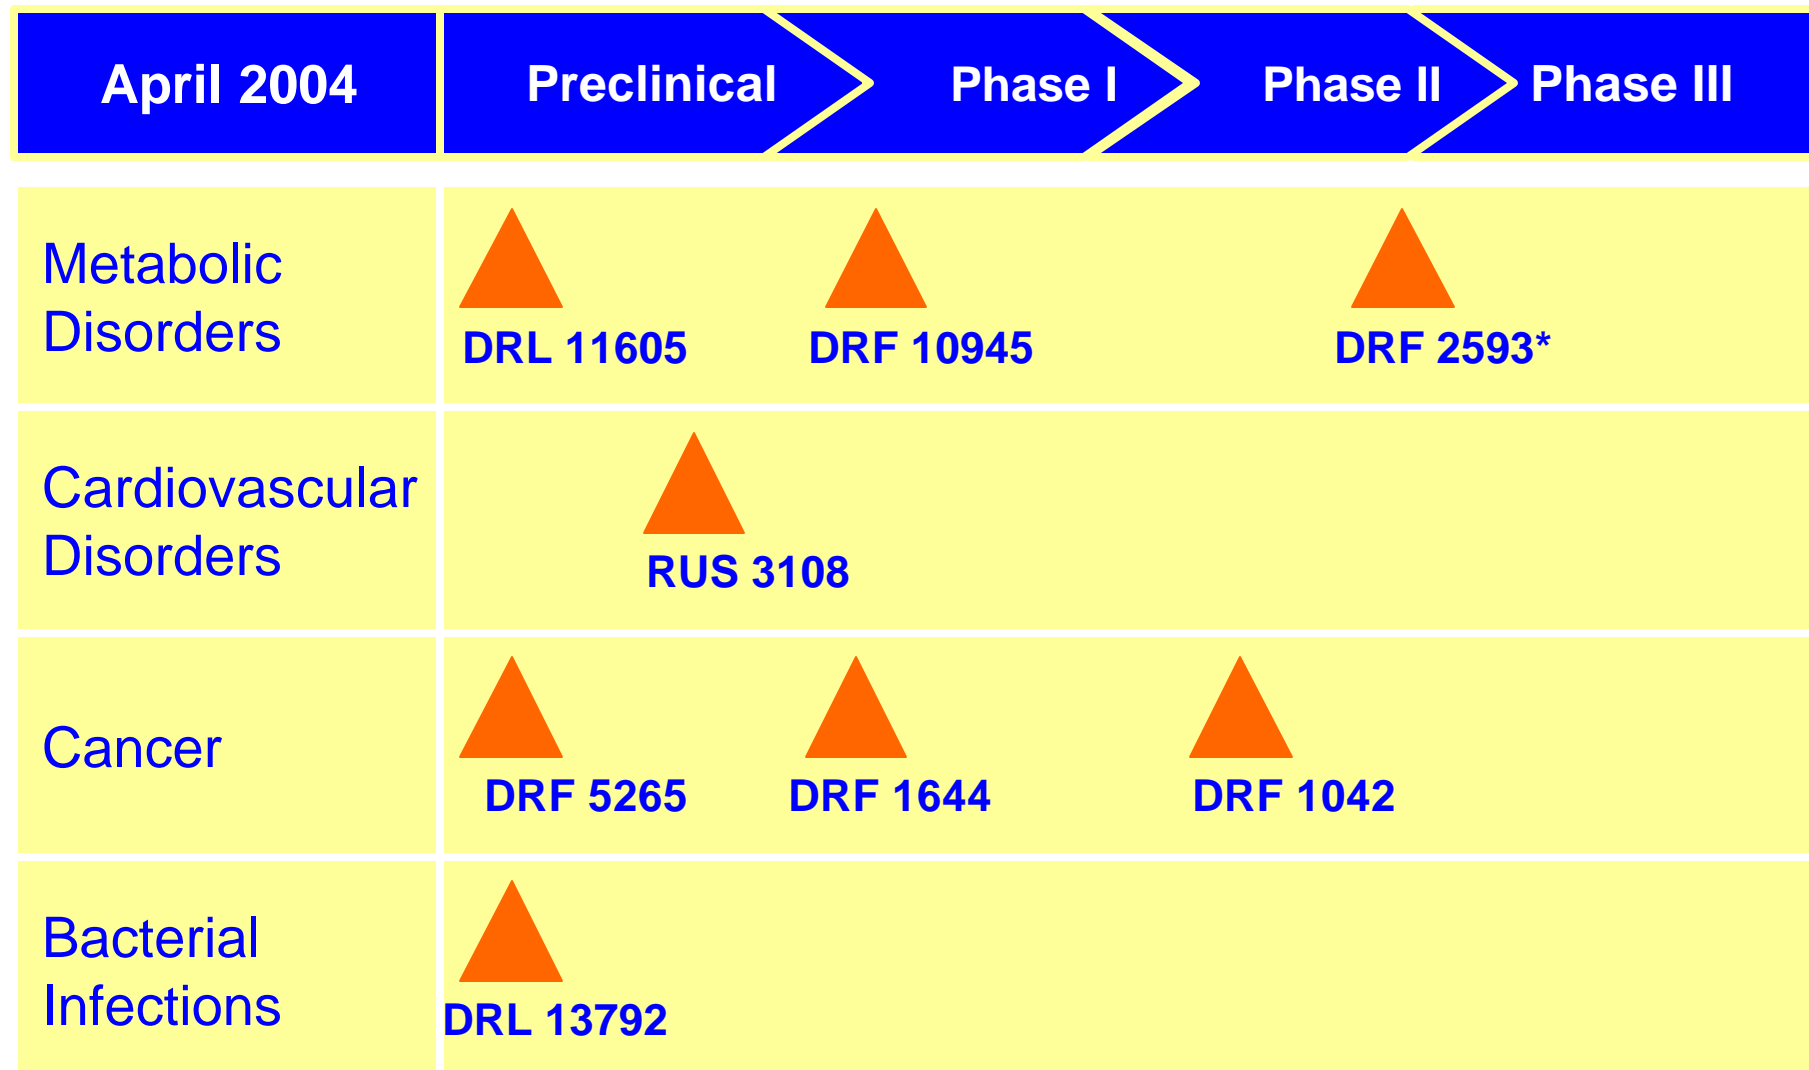 April 2004
Preclinical
Phase I
Phase II
Phase III
Metabolic
Disorders
DRL 11605
DRF 10945
DRF 2593*
Cardiovascular
Disorders
RUS 3108
Cancer
DRF 5265
DRF 1644
DRF 1042
Bacterial
Infections
DRL 13792